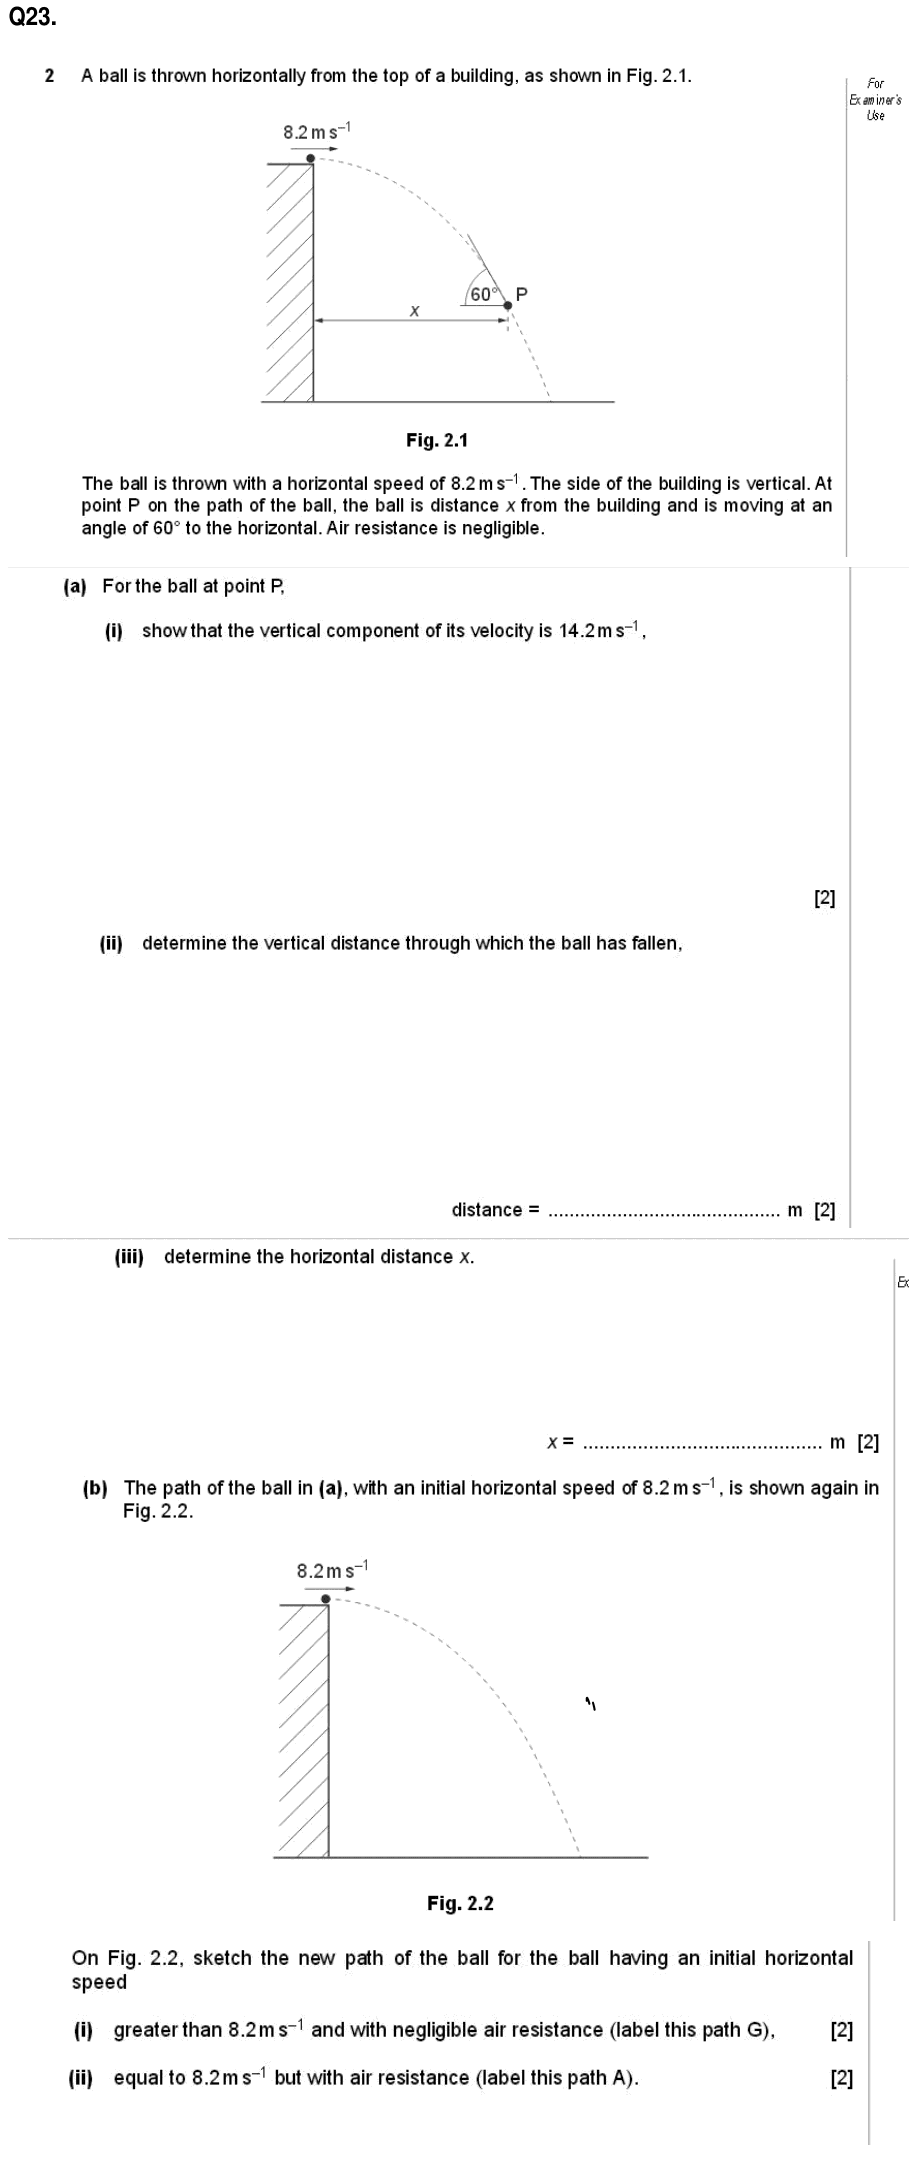 Q23.
2 A ball is thrown horizontally from the top of a building, as shown in Fig. 2.1.
For
Examiner's
Use
8.2 m s⁻¹
60° P
x
Fig. 2.1
The ball is thrown with a horizontal speed of 8.2 m s⁻¹. The side of the building is vertical. At
point P on the path of the ball, the ball is distance x from the building and is moving at an
angle of 60° to the horizontal. Air resistance is negligible.
(a) For the ball at point P,
(i) show that the vertical component of its velocity is 14.2 m s⁻¹,
[2]
(ii) determine the vertical distance through which the ball has fallen,
distance = ............................................ m [2]
(iii) determine the horizontal distance x.
Ex
x = ............................................. m [2]
(b) The path of the ball in (a), with an initial horizontal speed of 8.2 m s⁻¹, is shown again in
Fig. 2.2.
8.2 m s⁻¹
Fig. 2.2
On Fig. 2.2, sketch the new path of the ball for the ball having an initial horizontal
speed
(i) greater than 8.2 m s⁻¹ and with negligible air resistance (label this path G), [2]
(ii) equal to 8.2 m s⁻¹ but with air resistance (label this path A). [2]